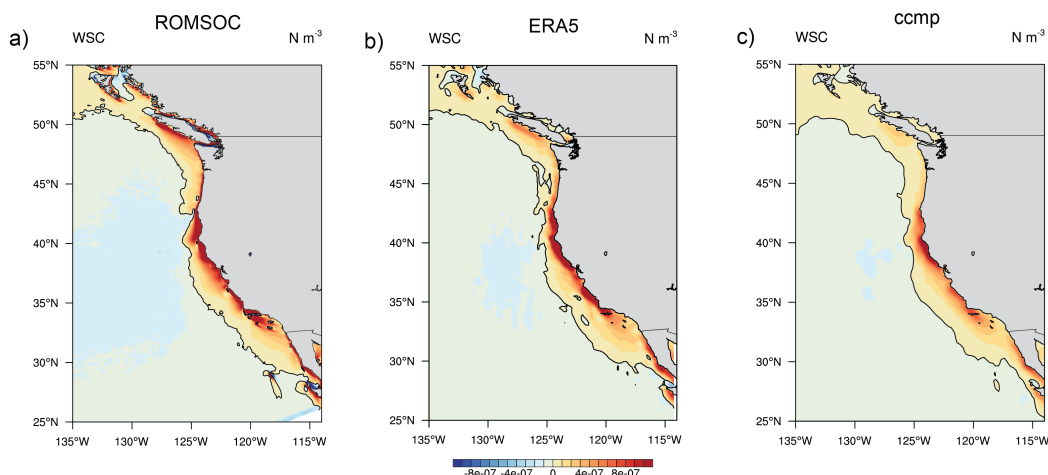 ROMSOC
ERA5
ccmp
a)
WSC
N m⁻³
b)
WSC
N m⁻³
c)
WSC
N m⁻³
55°N
50°N
45°N
40°N
35°N
30°N
25°N
135°W
130°W
125°W
120°W
115°W
55°N
50°N
45°N
40°N
35°N
30°N
25°N
135°W
130°W
125°W
120°W
115°W
55°N
50°N
45°N
40°N
35°N
30°N
25°N
135°W
130°W
125°W
120°W
115°W
-8e-07 -4e-07 0 4e-07 8e-07